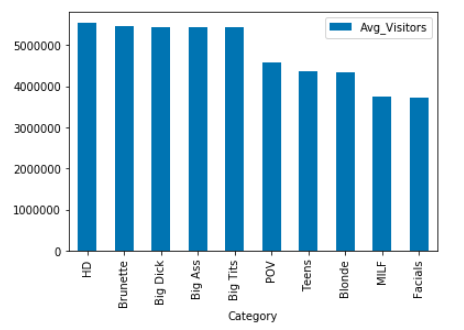 Avg_Visitors
5000000
4000000
3000000
2000000
1000000
0
HD
Brunette
Big Dick
Big Ass
Big Tits
POV
Teens
Blonde
MILF
Facials
Category